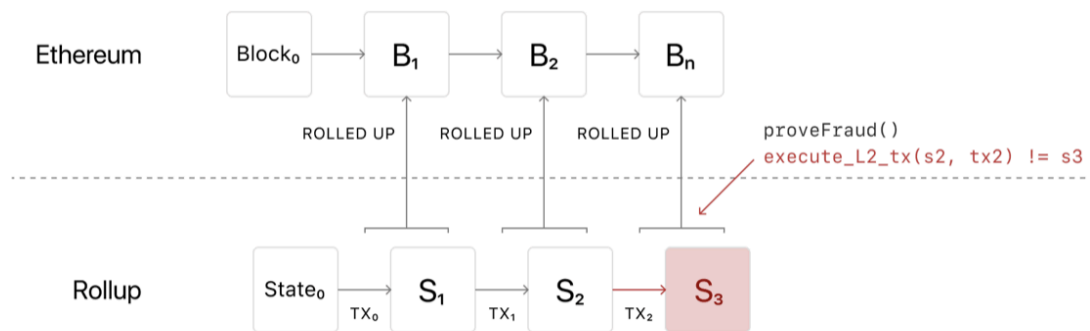 Ethereum
Block₀
B₁
B₂
Bₙ
ROLLED UP
ROLLED UP
ROLLED UP
proveFraud()
execute_L2_tx(s2, tx2) != s3
Rollup
State₀
S₁
S₂
S₃
TX₀
TX₁
TX₂